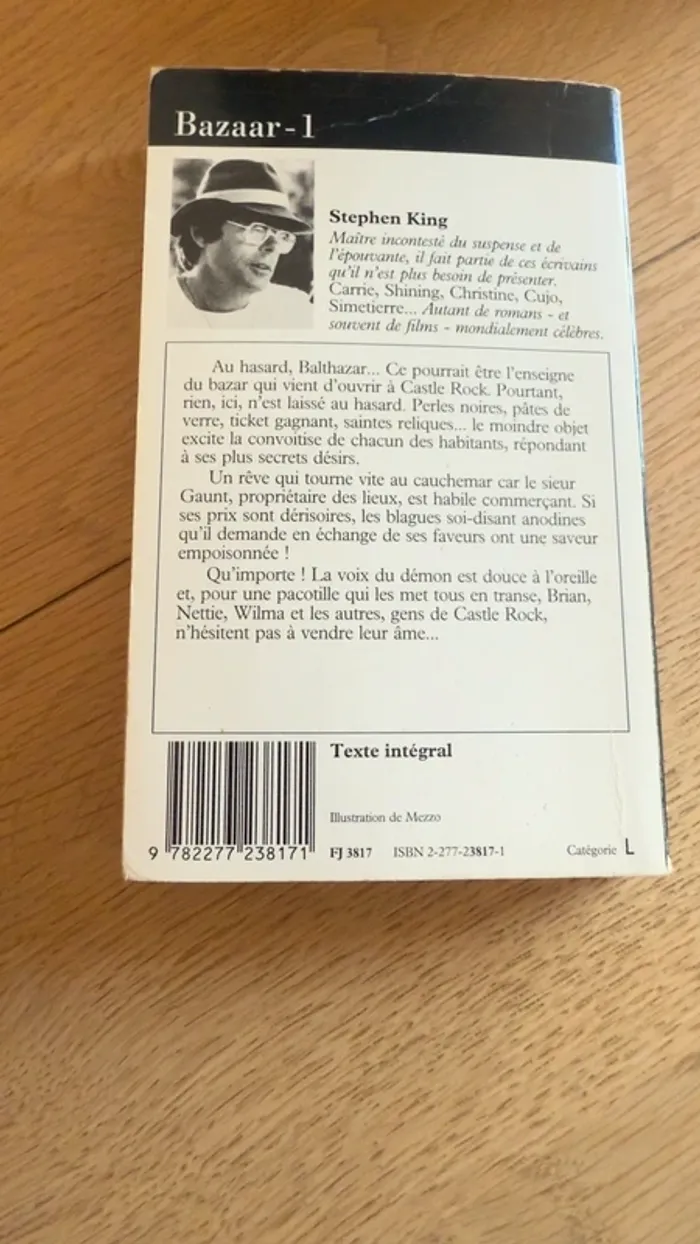 Bazaar-1
Stephen King
Maître incontesté du suspense et de
l'épouvante, il fait partie de ces écrivains
qu'il n'est plus besoin de présenter.
Carrie, Shining, Christine, Cujo,
Simetierre... Autant de romans - et
souvent de films - mondialement célèbres.
Au hasard, Balthazar... Ce pourrait être l'enseigne
du bazar qui vient d'ouvrir à Castle Rock. Pourtant,
rien, ici, n'est laissé au hasard. Perles noires, pâtes de
verre, ticket gagnant, saintes reliques... le moindre objet
excite la convoitise de chacun des habitants, répondant
à ses plus secrets désirs.
Un rêve qui tourne vite au cauchemar car le sieur
Gaunt, propriétaire des lieux, est habile commerçant. Si
ses prix sont dérisoires, les blagues soi-disant anodines
qu'il demande en échange de ses faveurs ont une saveur
empoisonnée !
Qu'importe ! La voix du démon est douce à l'oreille
et, pour une pacotille qui les met tous en transe, Brian,
Nettie, Wilma et les autres, gens de Castle Rock,
n'hésitent pas à vendre leur âme...
Texte intégral
Illustration de Mezzo
9 782277 238171 FJ 3817 ISBN 2-277-23817-1 Catégorie L